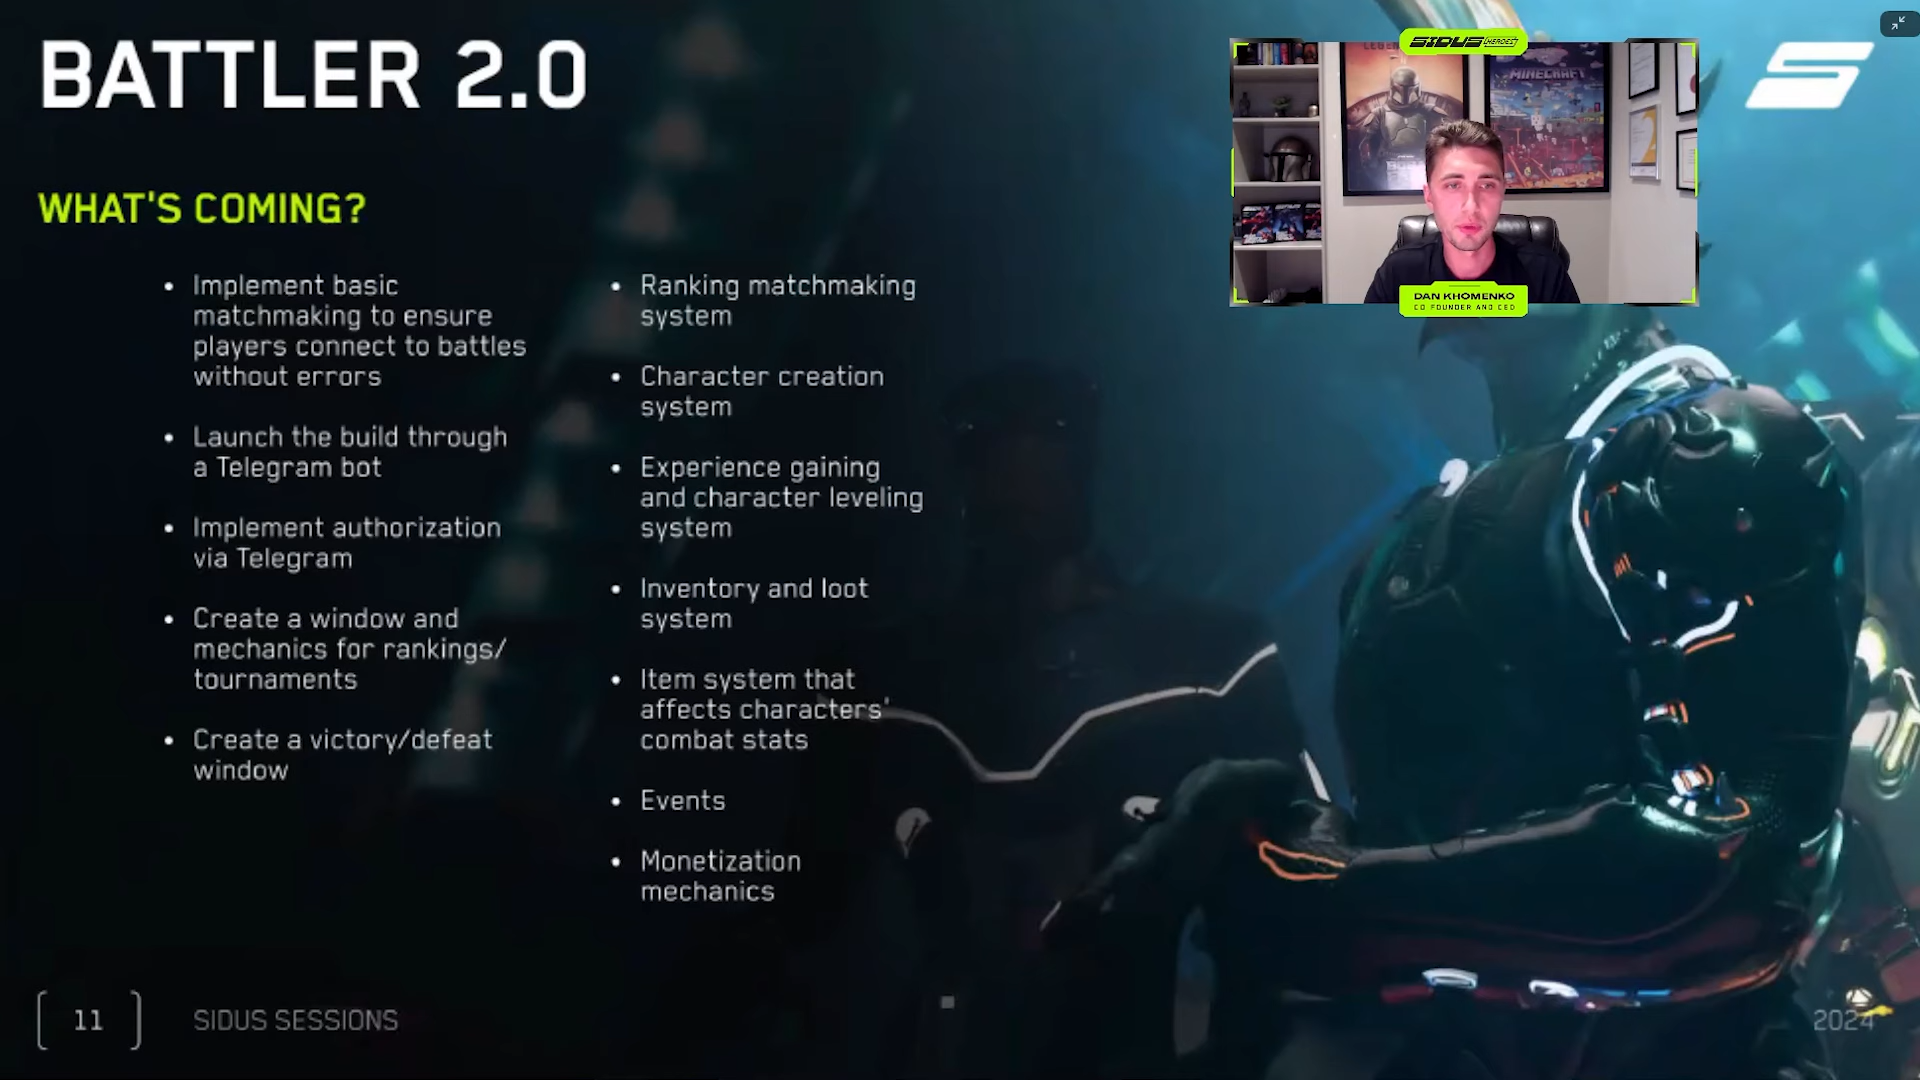 BATTLER 2.0
WHAT'S COMING?
• Implement basic
matchmaking to ensure
players connect to battles
without errors
• Launch the build through
a Telegram bot
• Implement authorization
via Telegram
• Create a window and
mechanics for rankings/
tournaments
• Create a victory/defeat
window
• Ranking matchmaking
system
• Character creation
system
• Experience gaining
and character leveling
system
• Inventory and loot
system
• Item system that
affects characters'
combat stats
• Events
• Monetization
mechanics
SIDUS HEROES
MINECRAFT
DAN KHOMENKO
CO FOUNDER AND CEO
11
SIDUS SESSIONS
2024